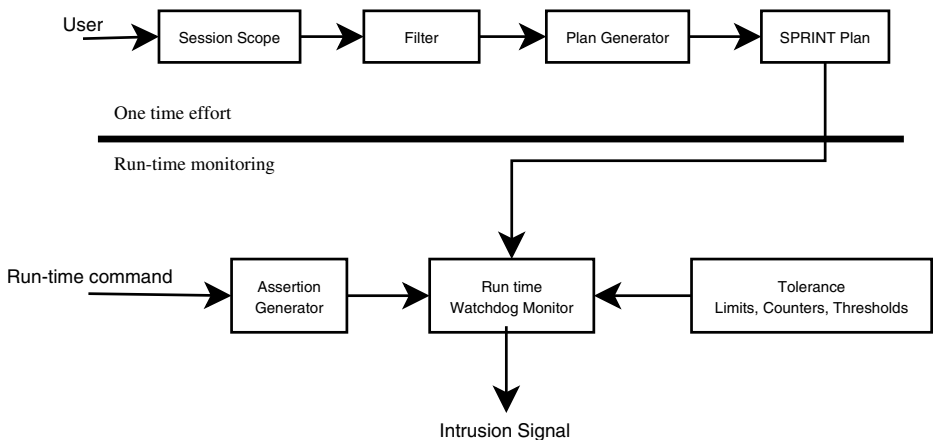 User
Session Scope
Filter
Plan Generator
SPRINT Plan
One time effort
Run-time monitoring
Run-time command
Assertion
Generator
Run time
Watchdog Monitor
Tolerance
Limits, Counters, Thresholds
Intrusion Signal